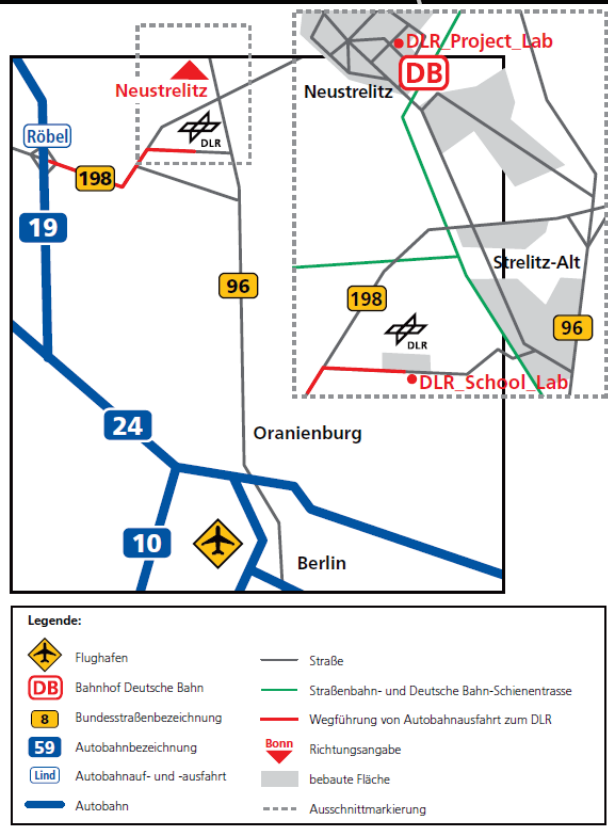 DLR_Project_Lab
DB
Neustrelitz
Neustrelitz
DLR
Röbel
198
19
96
Strelitz-Alt
198
DLR
96
DLR_School_Lab
24
Oranienburg
10
Berlin
Legende:
Flughafen
DB Bahnhof Deutsche Bahn
8 Bundesstraßenbezeichnung
59 Autobahnbezeichnung
Lind Autobahnauf- und -ausfahrt
Autobahn
Straße
Straßenbahn- und Deutsche Bahn-Schienentrasse
Wegführung von Autobahnausfahrt zum DLR
Bonn Richtungsangabe
bebaute Fläche
Ausschnittmarkierung